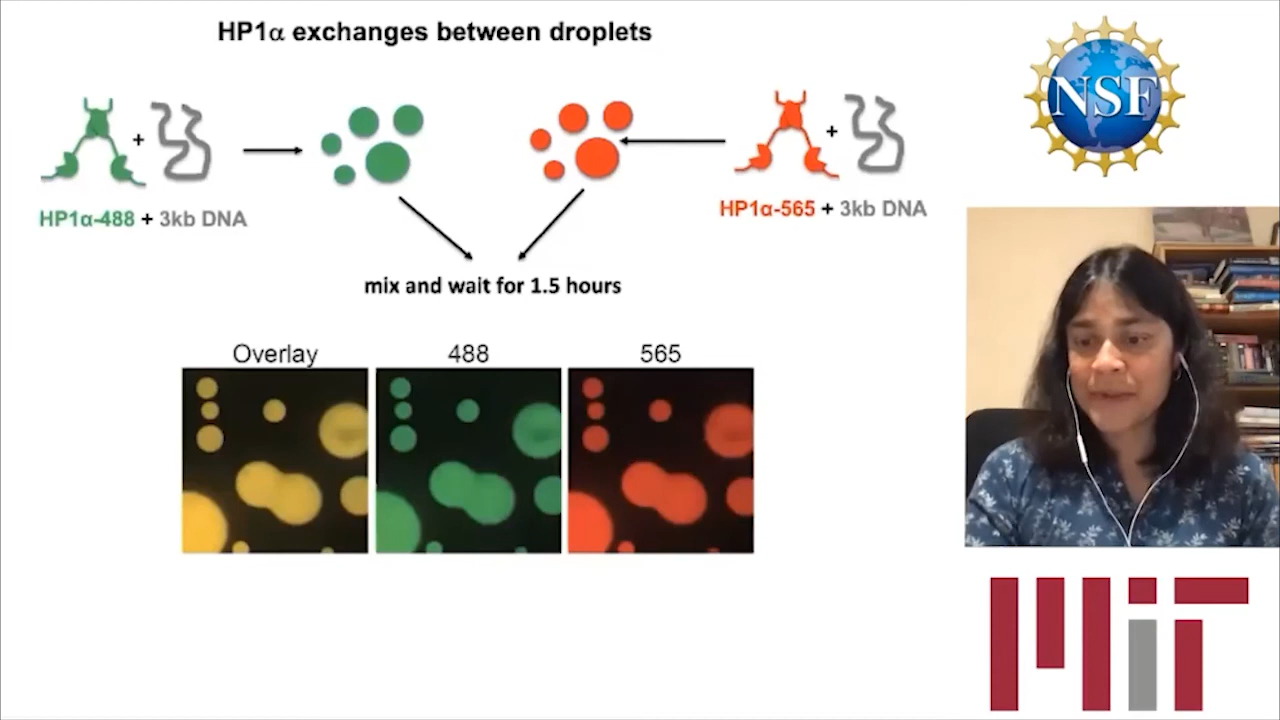 HP1α exchanges between droplets
NSF
+
+
HP1α-488 + 3kb DNA
HP1α-565 + 3kb DNA
mix and wait for 1.5 hours
Overlay
488
565
MiT